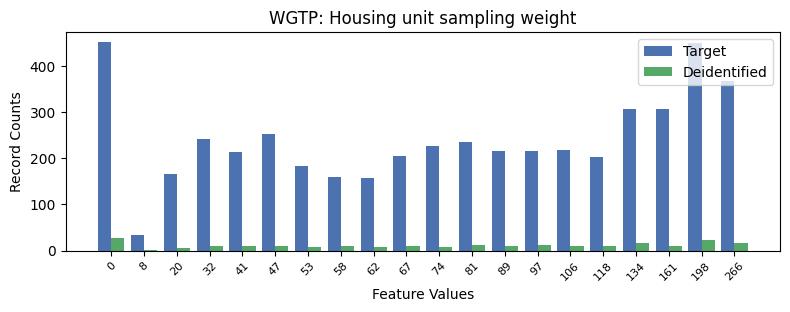 WGTP: Housing unit sampling weight
Target
Deidentified
Record Counts
400
300
200
100
0
0 8 20 32 41 47 53 58 62 67 74 81 89 97 106 118 134 161 198 266
Feature Values